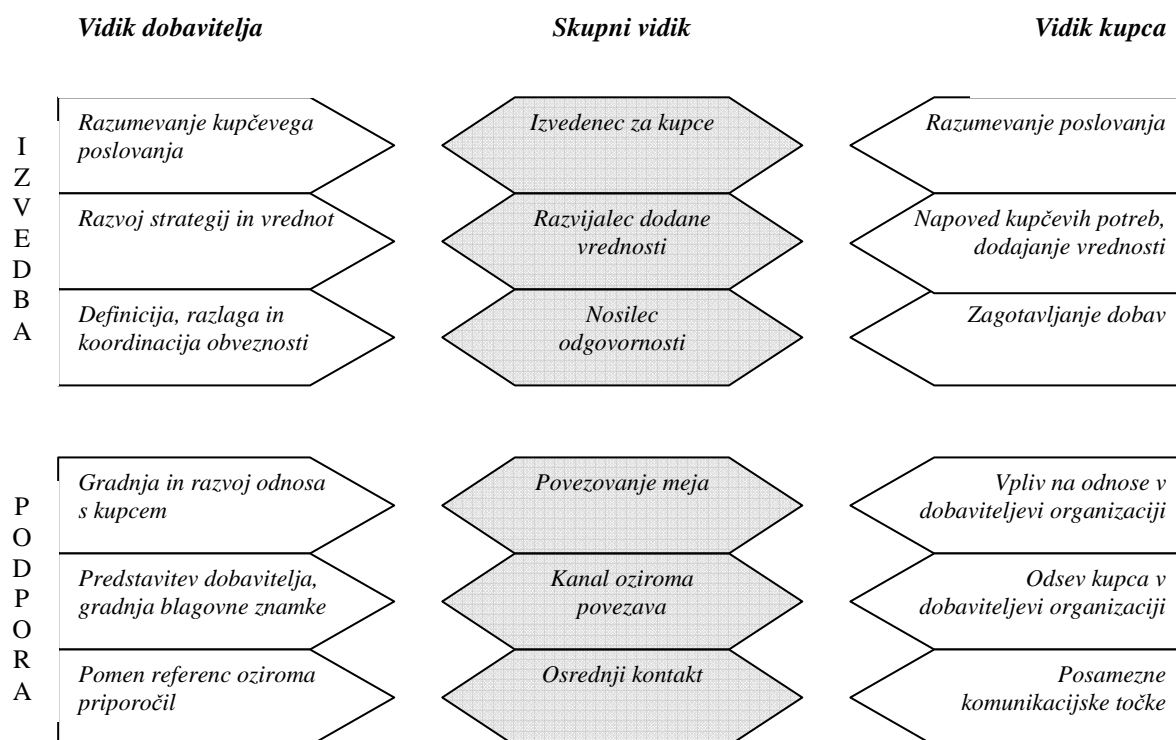 Vidik dobavitelja
Skupni vidik
Vidik kupca
IZVEDBA
Razumevanje kupčevega
poslovanja
Izvedenec za kupce
Razumevanje poslovanja
Razvoj strategij in vrednot
Razvijalec dodane
vrednosti
Napoved kupčevih potreb,
dodajanje vrednosti
Definicija, razlaga in
koordinacija obveznosti
Nosilec
odgovornosti
Zagotavljanje dobav
PODPORA
Gradnja in razvoj odnosa
s kupcem
Povezovanje meja
Vpliv na odnose v
dobaviteljevi organizaciji
Predstavitev dobavitelja,
gradnja blagovne znamke
Kanal oziroma
povezava
Odsev kupca v
dobaviteljevi organizaciji
Pomen referenc oziroma
priporočil
Osrednji kontakt
Posamezne
komunikacijske točke